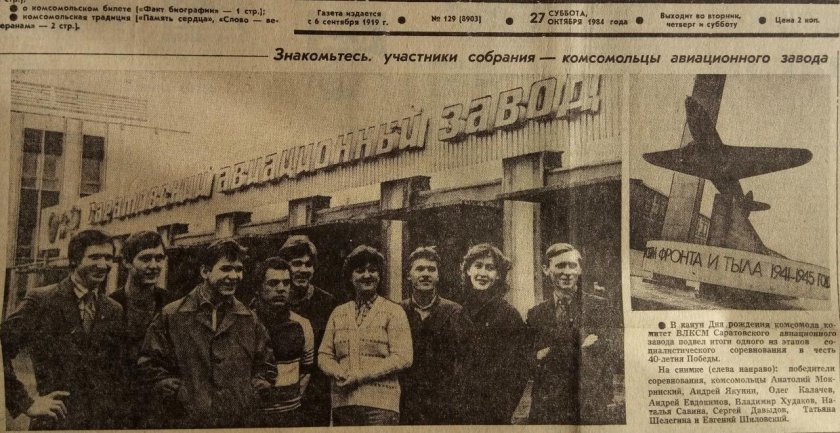 стр.];
● о комсомольском билете [«Факт биографии» — 1 стр.];
● комсомольская традиция [«Память сердца», «Слово — ве-
еранам» — 2 стр.].
Газета издается
с 6 сентября 1919 г.
● № 129 [8903] ●
27 СУББОТА,
ОКТЯБРЯ 1984 года
● Выходит во вторник,
четверг и субботу
● Цена 2 коп.
Знакомьтесь. участники собрания — комсомольцы авиационного завода
Саратовский авиационный завод
ФРОНТА И ТЫЛА 1941-1945 ГОД
● В канун Дня рождения комсомола ко-
митет ВЛКСМ Саратовского авиационного
завода подвел итоги одного из этапов со-
циалистического соревнования в честь
40-летия Победы.
На снимке (слева направо): победители
соревнования, комсомольцы Анатолий Мок-
ринский, Андрей Якунин, Олег Калачев,
Андрей Евдокимов, Владимир Худаков, На-
талья Савина, Сергей Давыдов, Татьяна
Шелегина и Евгений Шиловский.